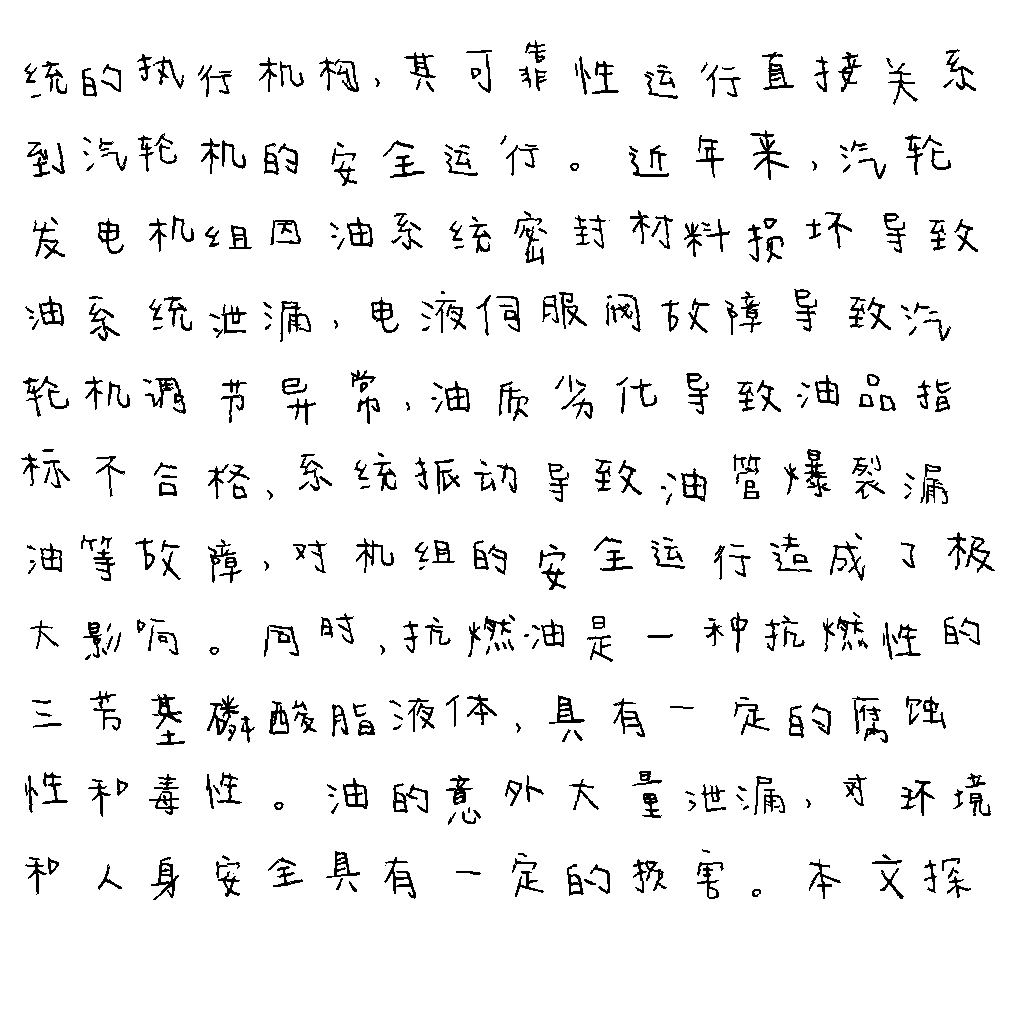 统的执行机构,其可靠性运行直接关系
到汽轮机的安全运行。近年来,汽轮
发电机组因油系统密封材料损坏导致
油系统泄漏,电液伺服阀故障导致汽
轮机调节异常,油质劣化导致油品指
标不合格,系统振动导致油管爆裂漏
油等故障,对机组的安全运行造成了极
大影响。同时,抗燃油是一种抗燃性的
三芳基磷酸脂液体,具有一定的腐蚀
性和毒性。油的意外大量泄漏,对环境
和人身安全具有一定的损害。本文探